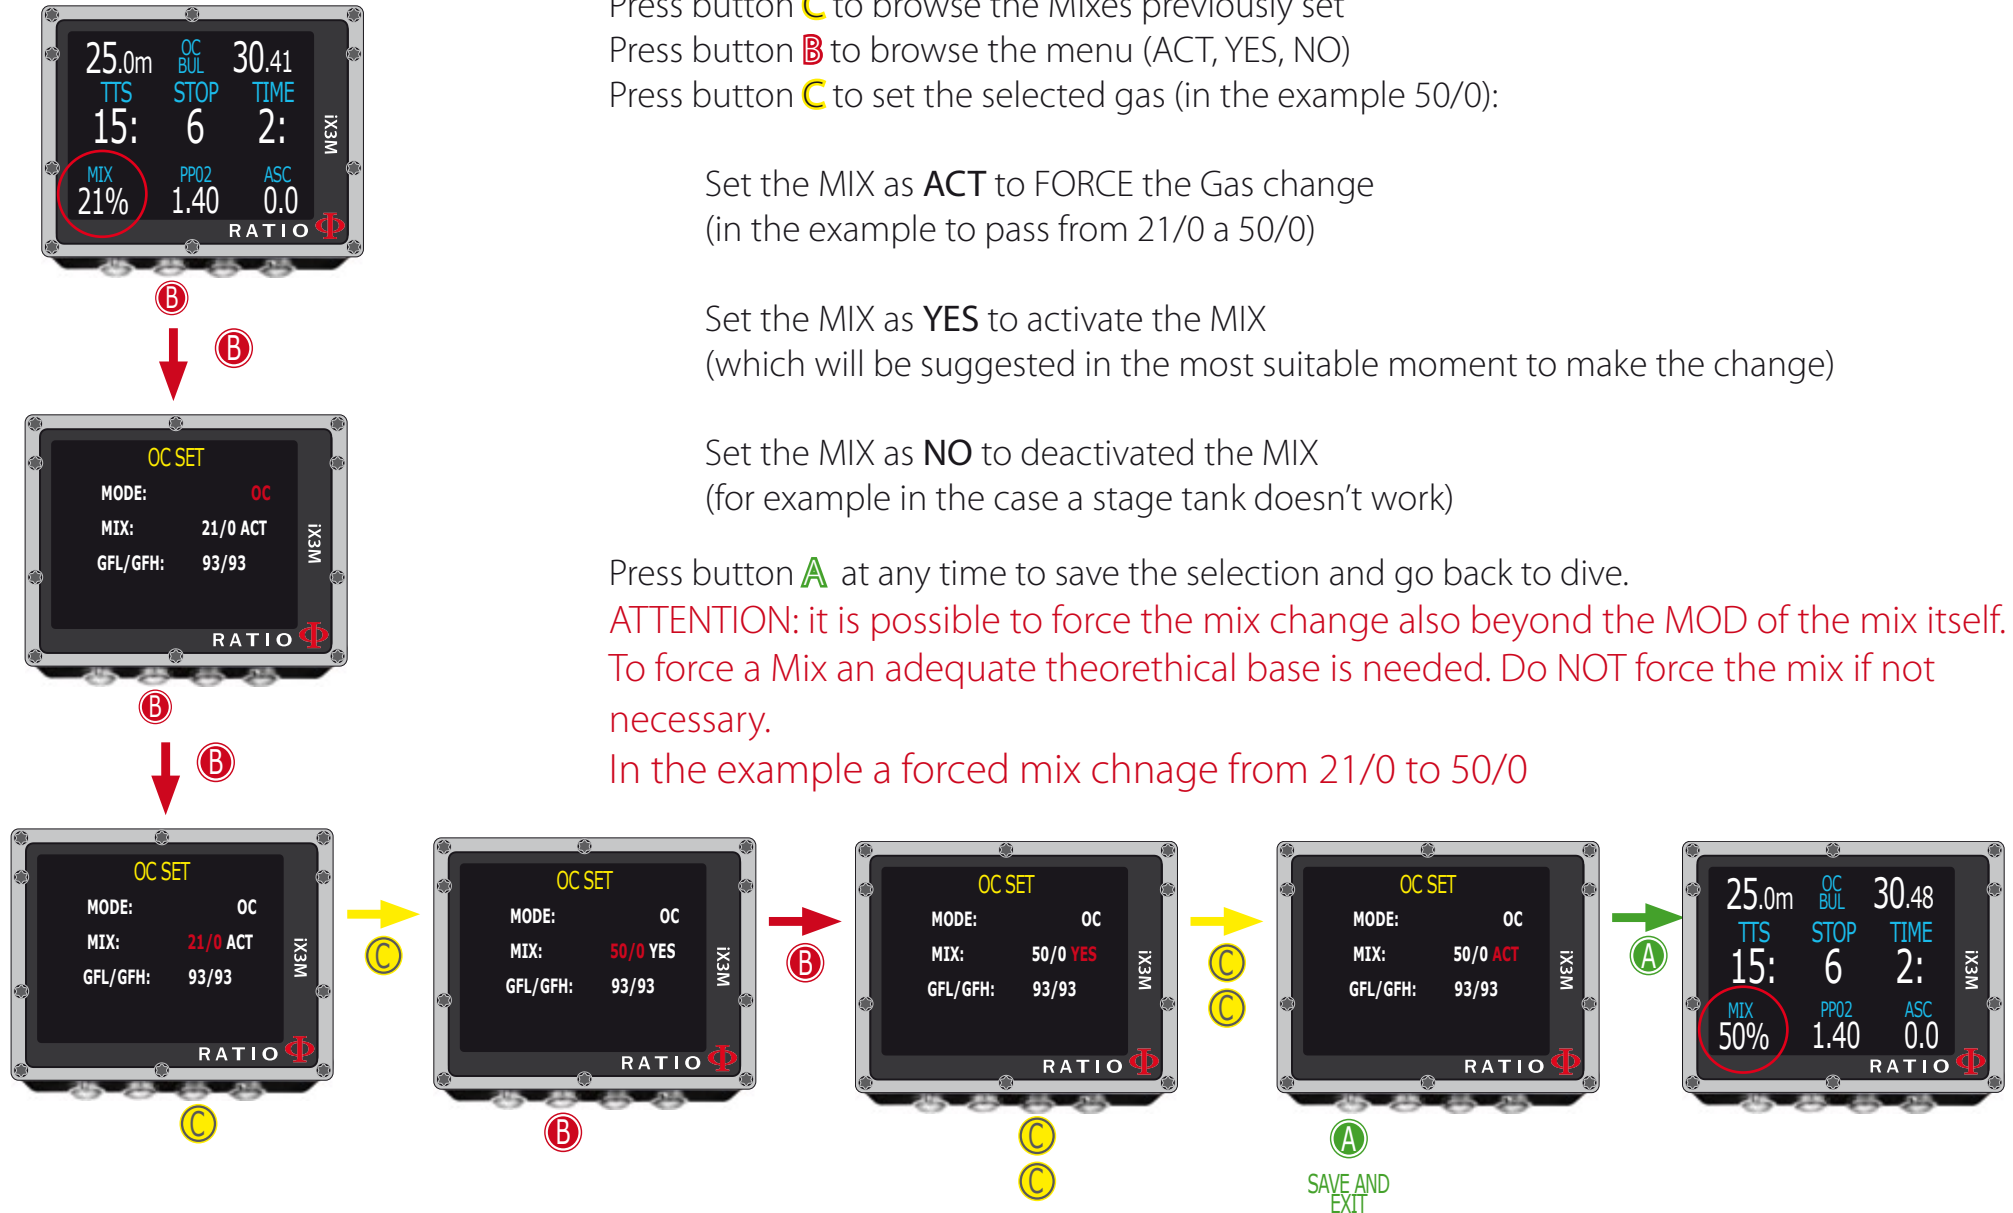 Press button C to browse the Mixes previously set
Press button B to browse the menu (ACT, YES, NO)
Press button C to set the selected gas (in the example 50/0):
Set the MIX as ACT to FORCE the Gas change
(in the example to pass from 21/0 a 50/0)
Set the MIX as YES to activate the MIX
(which will be suggested in the most suitable moment to make the change)
Set the MIX as NO to deactivated the MIX
(for example in the case a stage tank doesn't work)
Press button A at any time to save the selection and go back to dive.
ATTENTION: it is possible to force the mix change also beyond the MOD of the mix itself.
To force a Mix an adequate theorethical base is needed. Do NOT force the mix if not
necessary.
In the example a forced mix chnage from 21/0 to 50/0
25.0m OC BUL 30.41
TTS STOP TIME
15: 6 2:
MIX PPO2 ASC
21% 1.40 0.0
iX3M
RATIO
B
B
OC SET
MODE: OC
MIX: 21/0 ACT
GFL/GFH: 93/93
iX3M
RATIO
B
B
OC SET
MODE: OC
MIX: 21/0 ACT
GFL/GFH: 93/93
iX3M
RATIO
C
C
OC SET
MODE: OC
MIX: 50/0 YES
GFL/GFH: 93/93
iX3M
RATIO
B
B
OC SET
MODE: OC
MIX: 50/0 YES
GFL/GFH: 93/93
iX3M
RATIO
C
C
C
C
OC SET
MODE: OC
MIX: 50/0 ACT
GFL/GFH: 93/93
iX3M
RATIO
A
SAVE AND
EXIT
A
25.0m OC BUL 30.48
TTS STOP TIME
15: 6 2:
MIX PPO2 ASC
50% 1.40 0.0
iX3M
RATIO